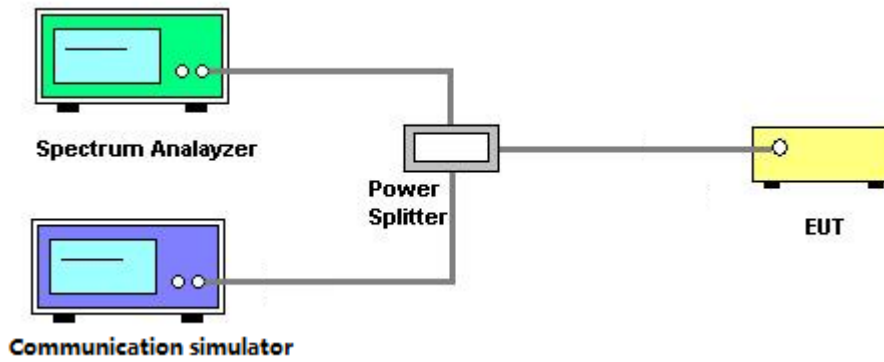 Spectrum Analayzer
Power
Splitter
EUT
Communication simulator